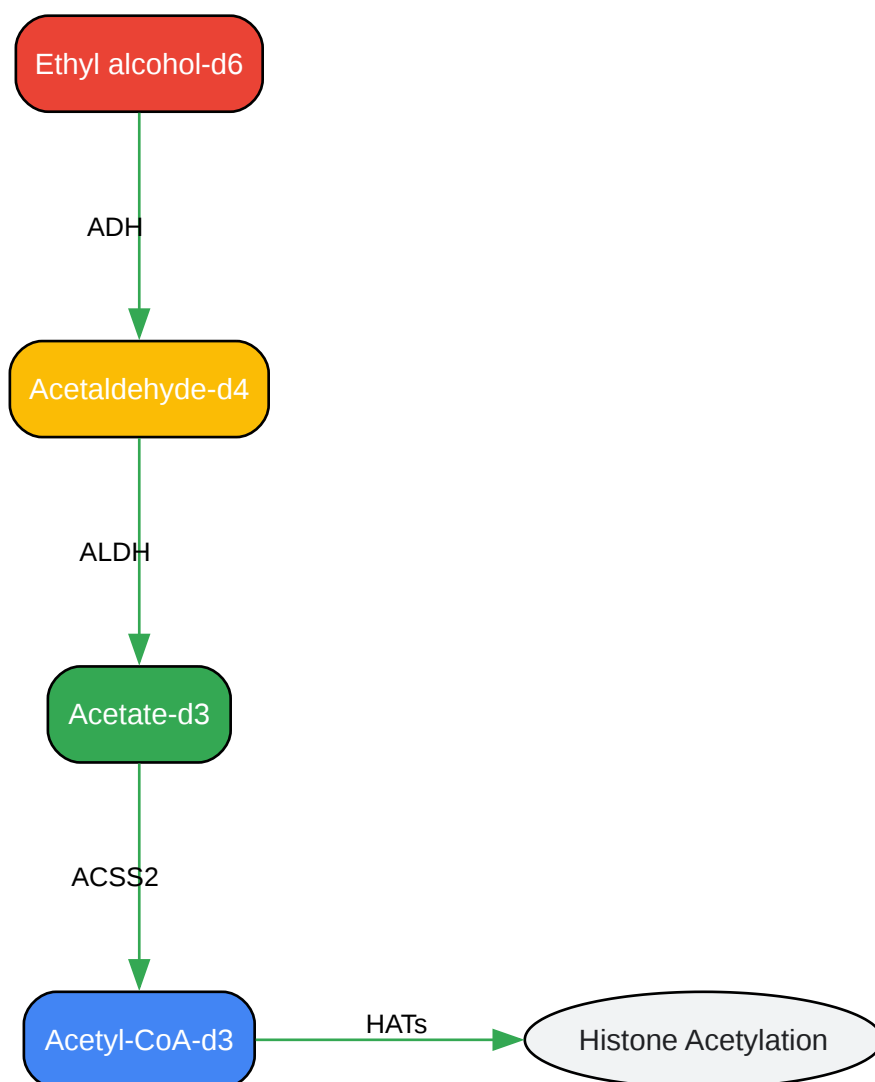 Ethyl alcohol-d6
ADH
Acetaldehyde-d4
ALDH
Acetate-d3
ACSS2
Acetyl-CoA-d3
HATs
Histone Acetylation